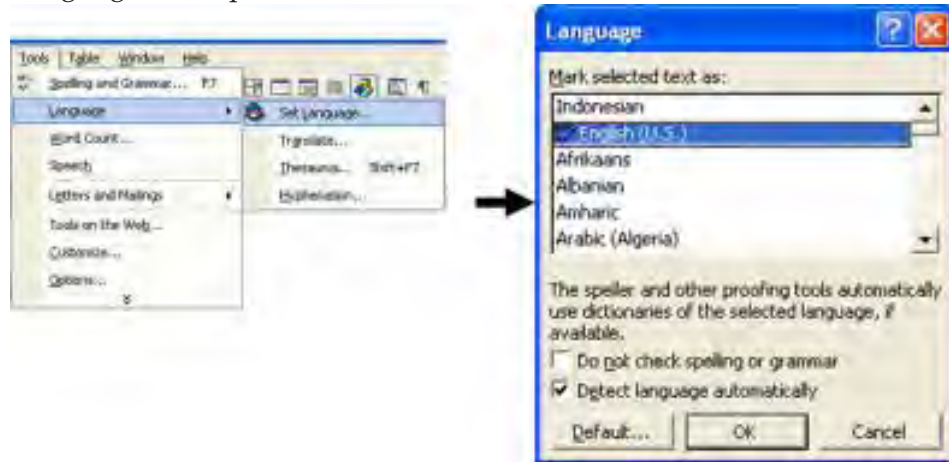 Tools Table Window Help
Spelling and Grammar... F7
Language
Word Count...
Speech
Letters and Mailings
Tools on the Web...
Customize...
Options...
Set Language...
Translate...
Thesaurus... Shift+F7
Hyphenation...
Language
Mark selected text as:
Indonesian
English (U.S.)
Afrikaans
Albanian
Amharic
Arabic (Algeria)
The speller and other proofing tools automatically
use dictionaries of the selected language, if
available.
Do not check spelling or grammar
Detect language automatically
Default... OK Cancel